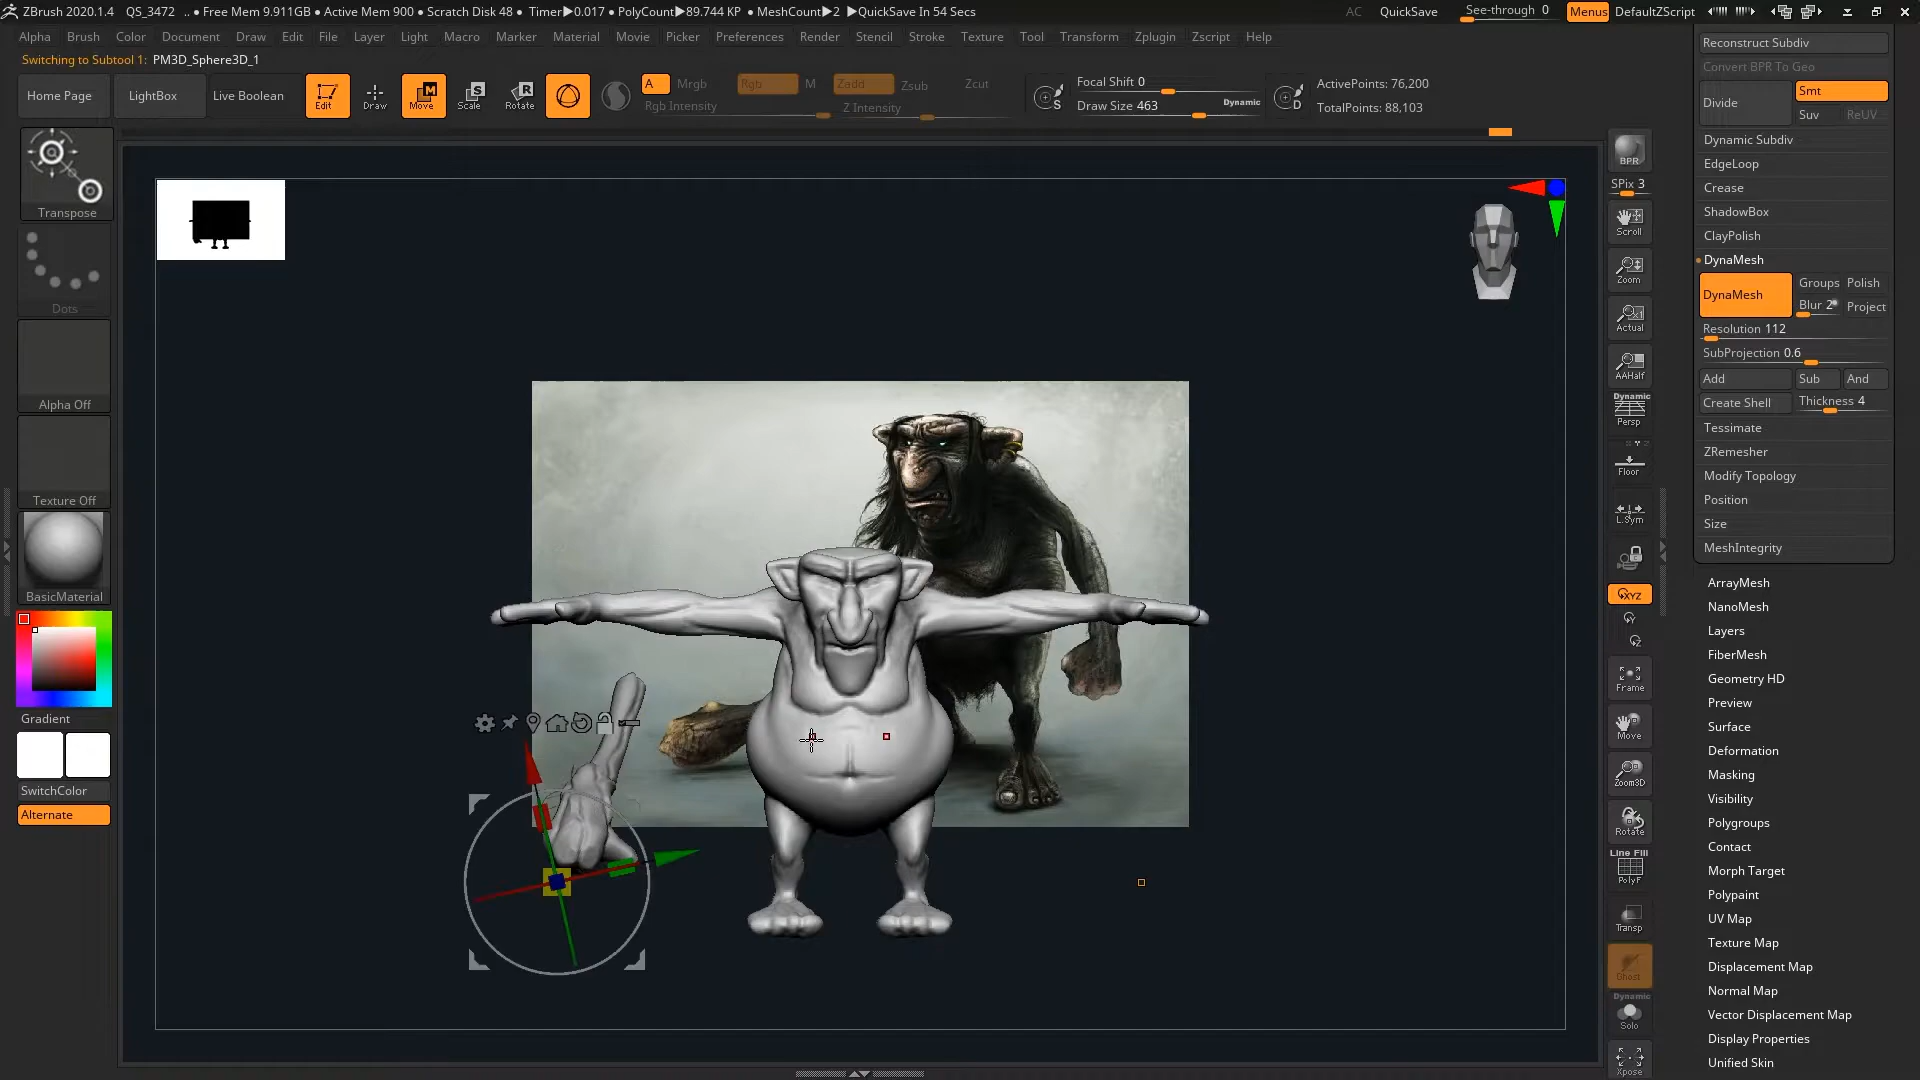 ZBrush 2020.1.4 QS_3472 .. • Free Mem 9.911GB • Active Mem 900 • Scratch Disk 48 • Timer▶0.017 • PolyCount▶89.744 KP • MeshCount▶2 ▶QuickSave In 54 Secs AC QuickSave See-through 0 Menus DefaultZScript
Alpha Brush Color Document Draw Edit File Layer Light Macro Marker Material Movie Picker Preferences Render Stencil Stroke Texture Tool Transform Zplugin Zscript Help
Switching to Subtool 1: PM3D_Sphere3D_1
Home Page LightBox Live Boolean Edit Draw Move Scale Rotate
A Mrgb Rgb M Zadd Zsub Zcut
Rgb Intensity Z Intensity
S Focal Shift 0
Draw Size 463 Dynamic D
ActivePoints: 76,200
TotalPoints: 88,103
Transpose
Dots
Alpha Off
Texture Off
BasicMaterial
Gradient
SwitchColor
Alternate
BPR
SPix 3
Scroll
Zoom
Actual
AAHalf
Dynamic
Persp
Floor
L.Sym
XYZ
Y
Z
Frame
Move
Zoom3D
Rotate
Line Fill
PolyF
Transp
Ghost
Dynamic
Solo
Xpose
Reconstruct Subdiv
Convert BPR To Geo
Divide Smt
Suv ReUV
Dynamic Subdiv
EdgeLoop
Crease
ShadowBox
ClayPolish
DynaMesh
DynaMesh Groups Polish
Blur 2 Project
Resolution 112
SubProjection 0.6
Add Sub And
Create Shell Thickness 4
Tessimate
ZRemesher
Modify Topology
Position
Size
MeshIntegrity
ArrayMesh
NanoMesh
Layers
FiberMesh
Geometry HD
Preview
Surface
Deformation
Masking
Visibility
Polygroups
Contact
Morph Target
Polypaint
UV Map
Texture Map
Displacement Map
Normal Map
Vector Displacement Map
Display Properties
Unified Skin